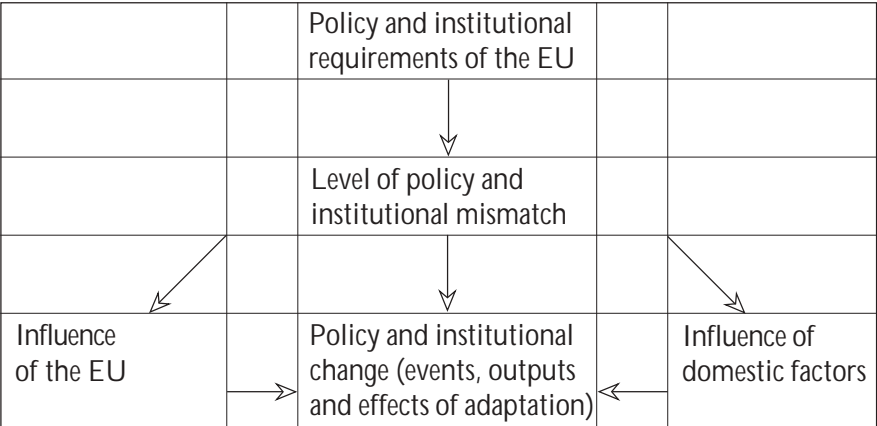 Policy and institutional
requirements of the EU
Level of policy and
institutional mismatch
Influence
of the EU
Policy and institutional
change (events, outputs
and effects of adaptation)
Influence of
domestic factors